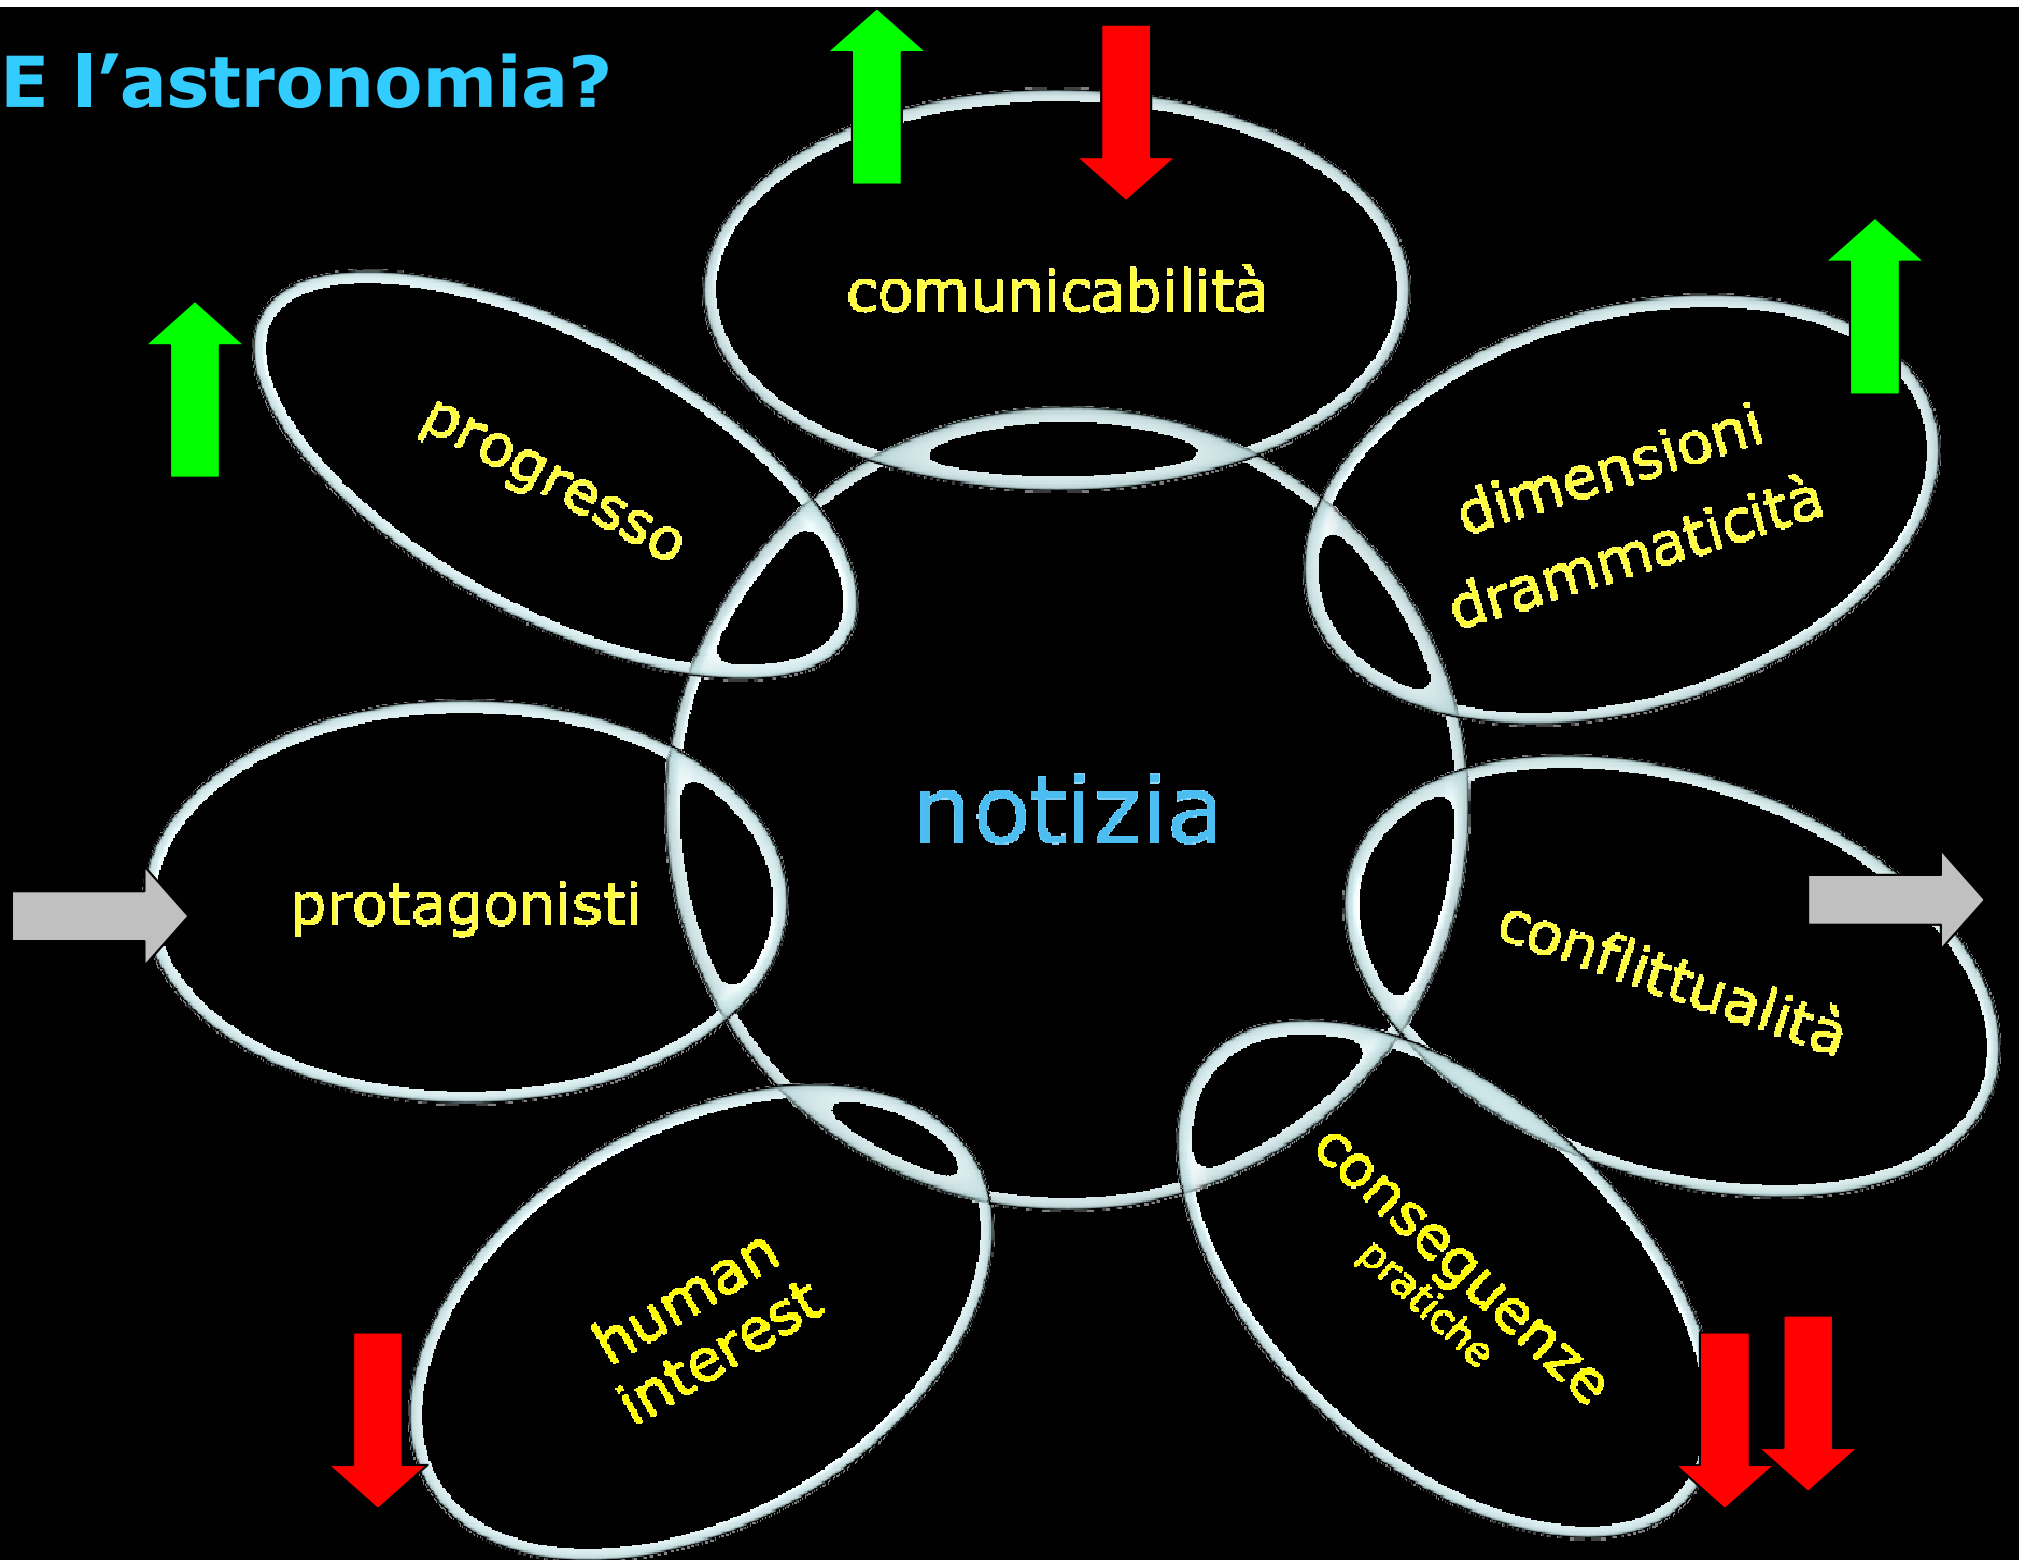 E l’astronomia?
comunicabilità
progresso
dimensioni
drammaticità
notizia
protagonisti
conflittualità
human
interest
conseguenze
pratiche